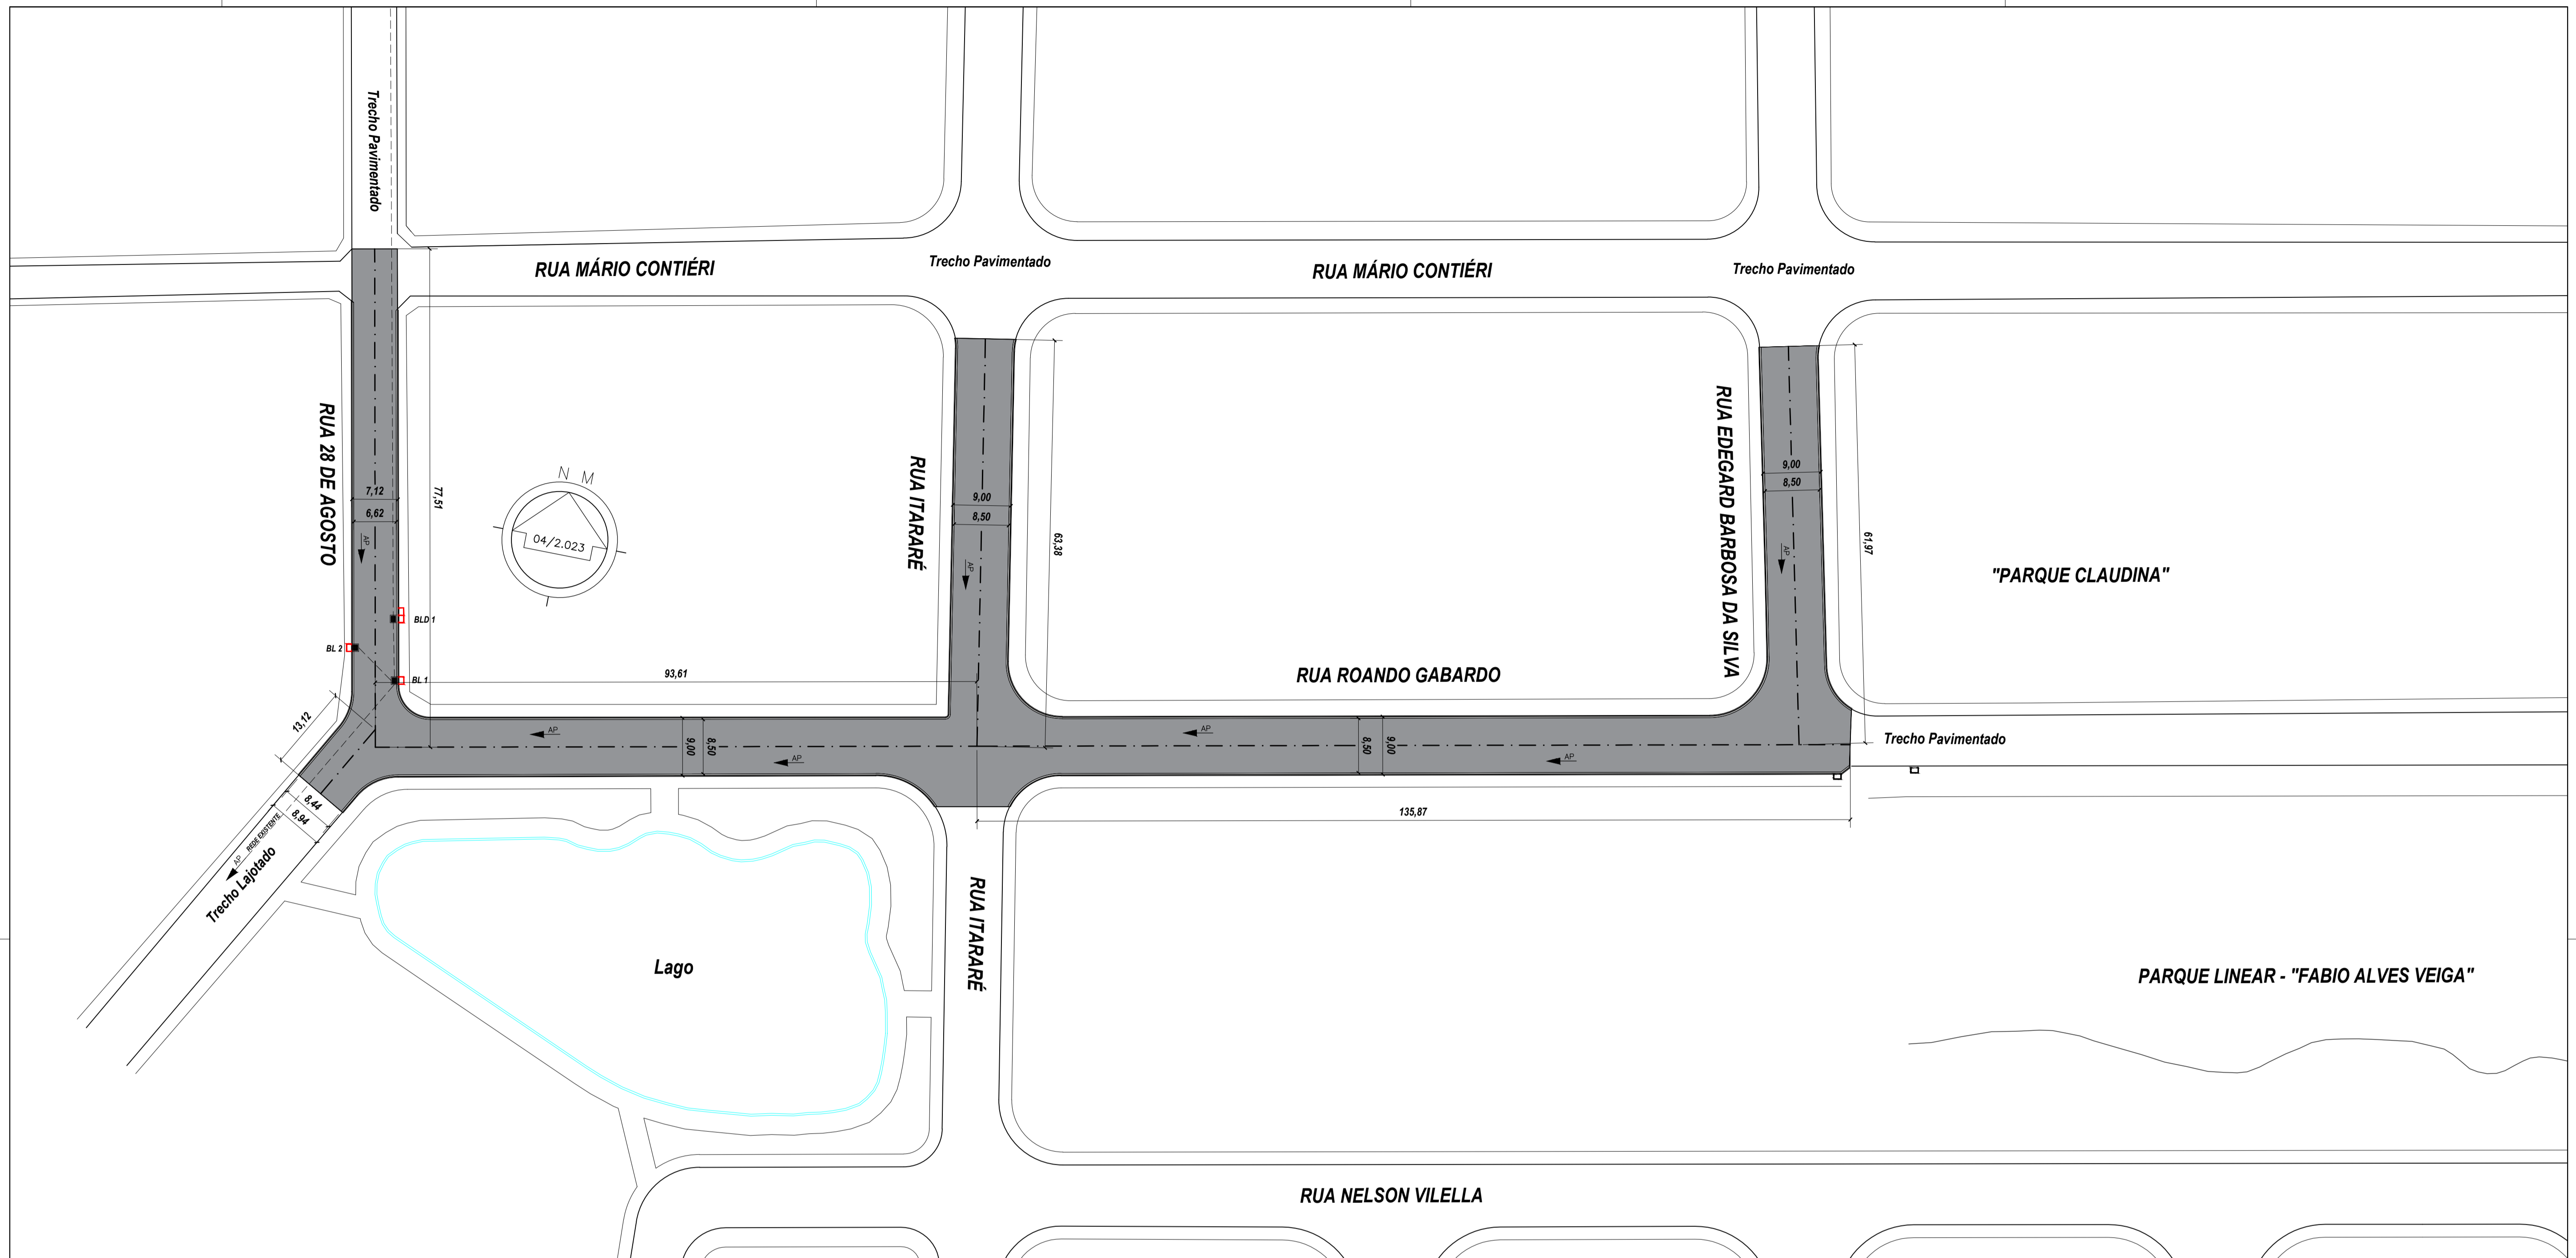 Trecho Pavimentado
RUA MÁRIO CONTIÉRI
Trecho Pavimentado
RUA MÁRIO CONTIÉRI
Trecho Pavimentado
RUA 28 DE AGOSTO
7,12
6,62
AP
77,51
N M
04/2.023
RUA ITARARÉ
9,00
8,50
AP
63,38
RUA EDEGARD BARBOSA DA SILVA
9,00
8,50
AP
61,97
"PARQUE CLAUDINA"
BLD 1
BL 2
BL 1
93,61
RUA ROANDO GABARDO
13,12
AP
9,00
8,50
AP
AP
8,50
9,00
AP
Trecho Pavimentado
8,44
8,94
REDE EXISTENTE
AP
Trecho Lajotado
135,87
RUA ITARARÉ
Lago
PARQUE LINEAR - "FABIO ALVES VEIGA"
RUA NELSON VILELLA